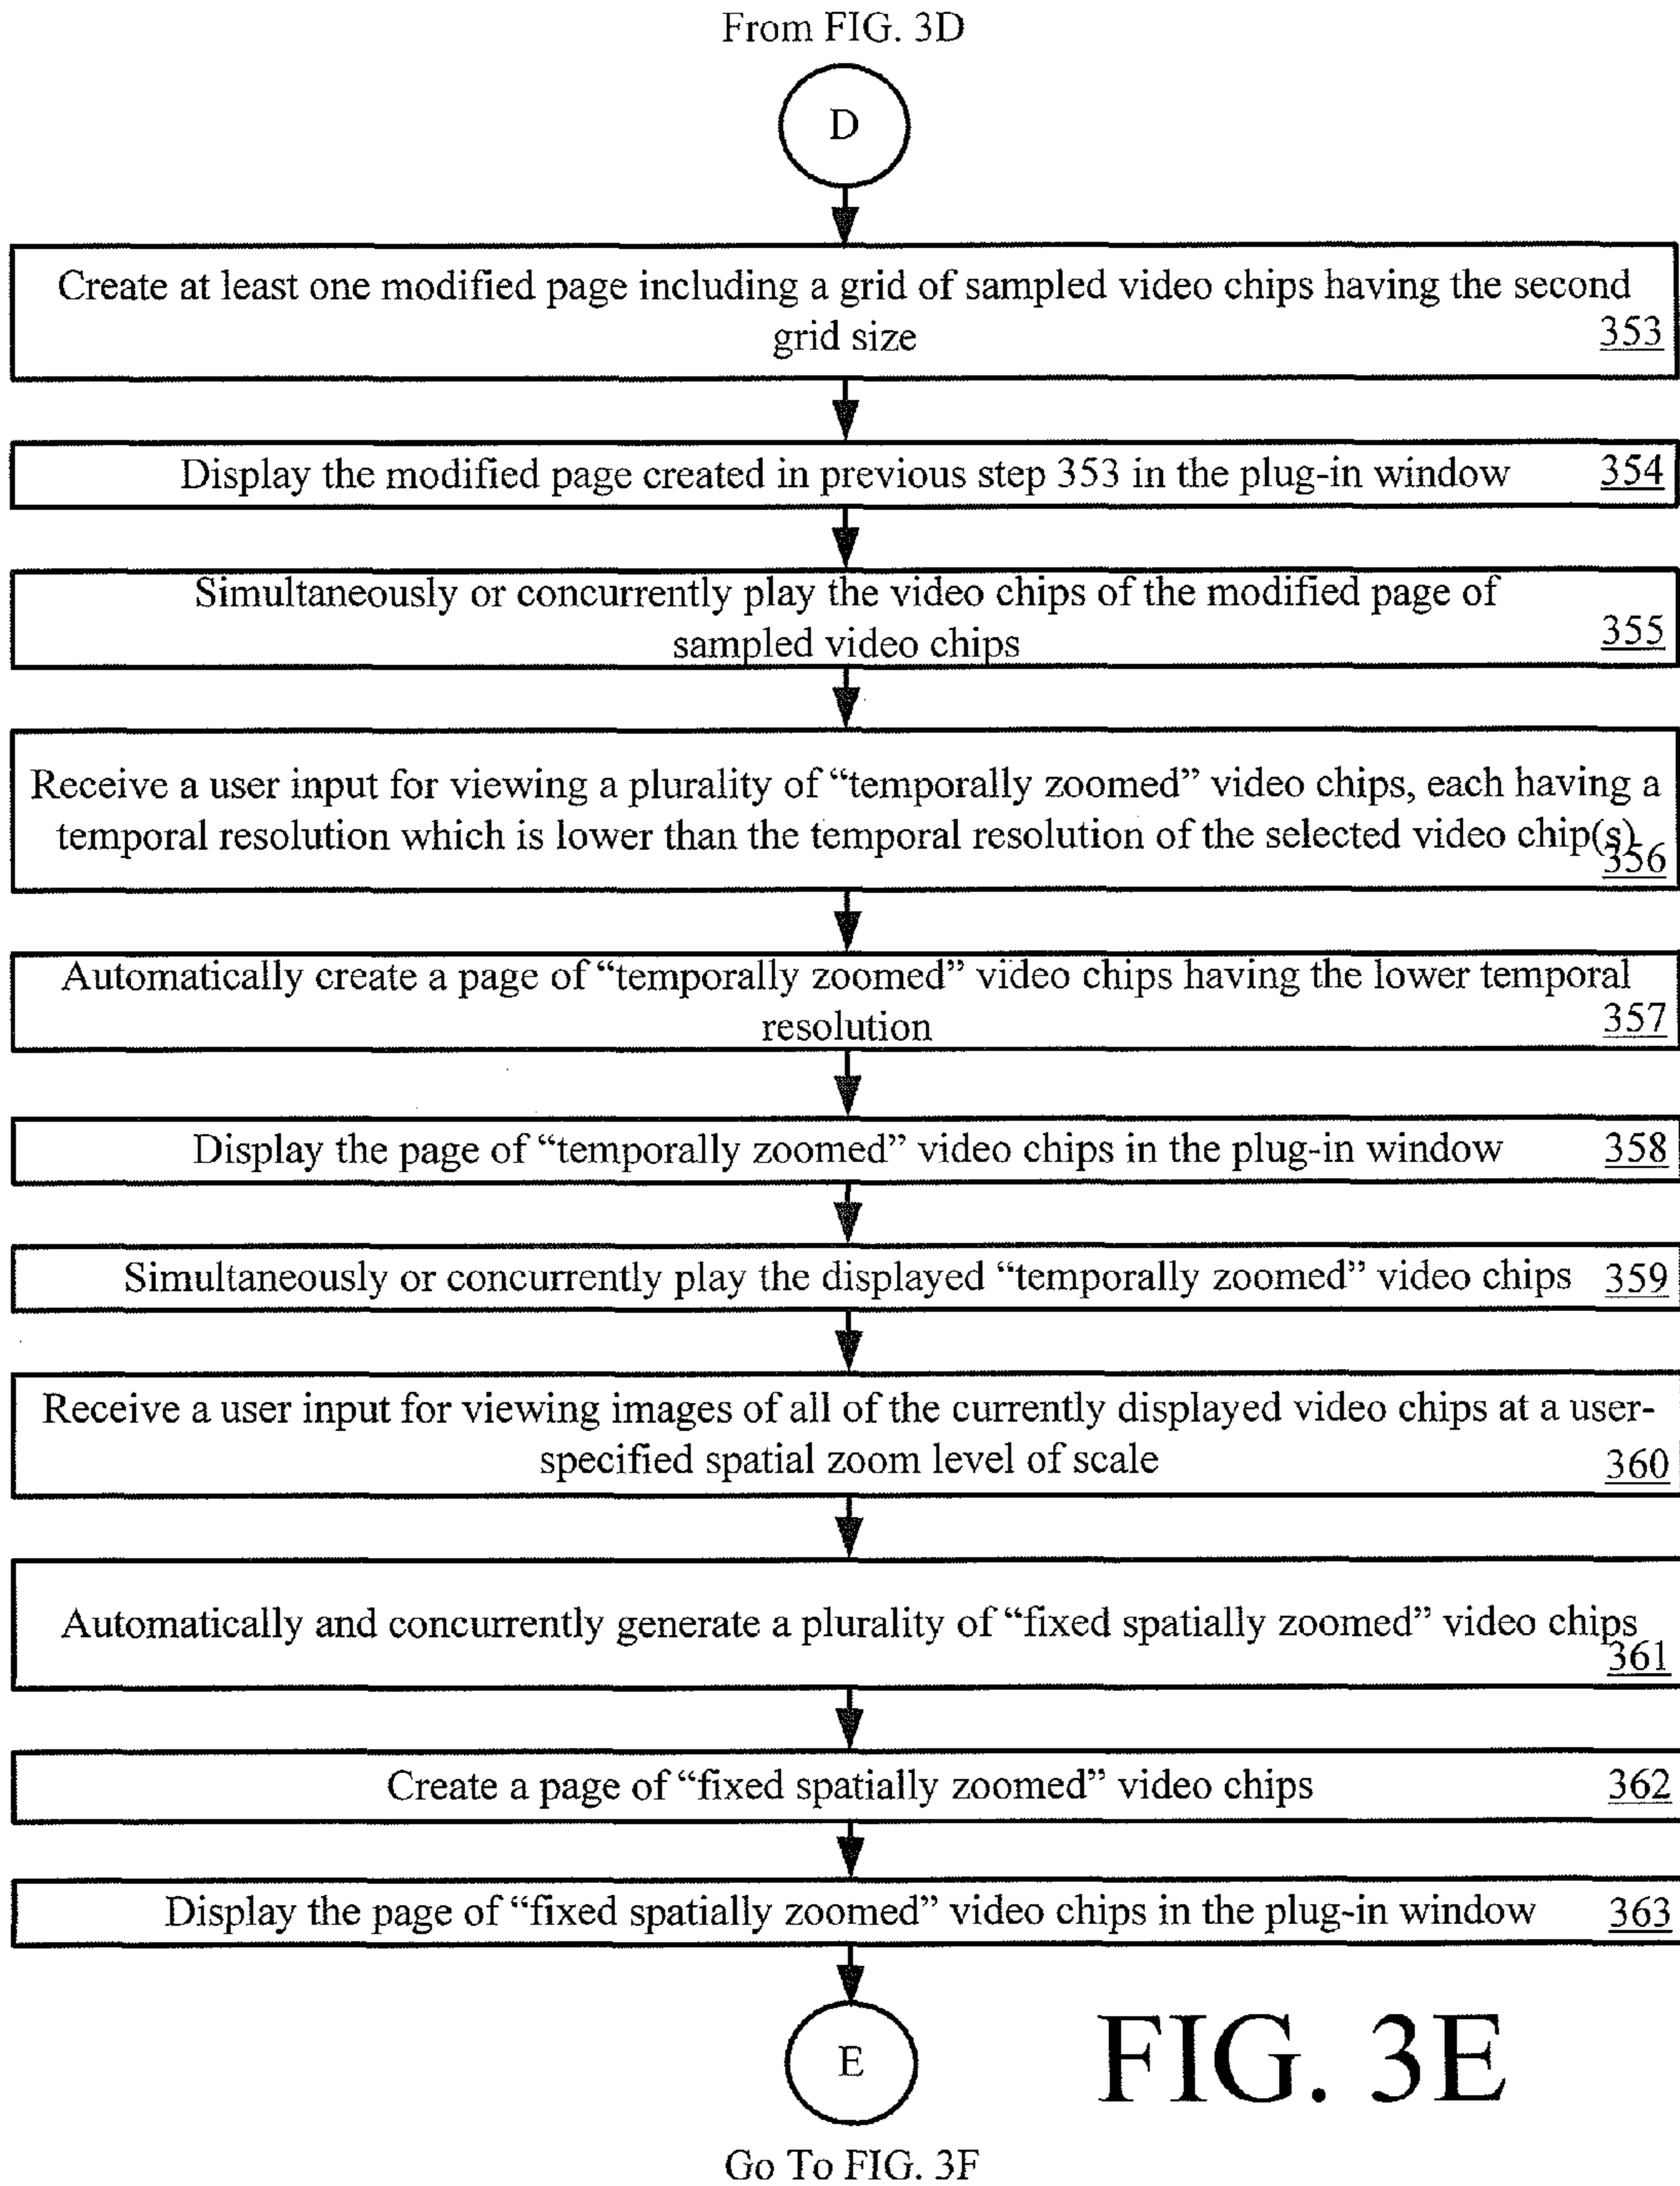 From FIG. 3D
D
Create at least one modified page including a grid of sampled video chips having the second
grid size
353
Display the modified page created in previous step 353 in the plug-in window 354
Simultaneously or concurrently play the video chips of the modified page of
sampled video chips
355
Receive a user input for viewing a plurality of “temporally zoomed” video chips, each having a
temporal resolution which is lower than the temporal resolution of the selected video chip(s)
356
Automatically create a page of “temporally zoomed” video chips having the lower temporal
resolution
357
Display the page of “temporally zoomed” video chips in the plug-in window 358
Simultaneously or concurrently play the displayed “temporally zoomed” video chips 359
Receive a user input for viewing images of all of the currently displayed video chips at a user-
specified spatial zoom level of scale
360
Automatically and concurrently generate a plurality of “fixed spatially zoomed” video chips
361
Create a page of “fixed spatially zoomed” video chips 362
Display the page of “fixed spatially zoomed” video chips in the plug-in window 363
E
FIG. 3E
Go To FIG. 3F